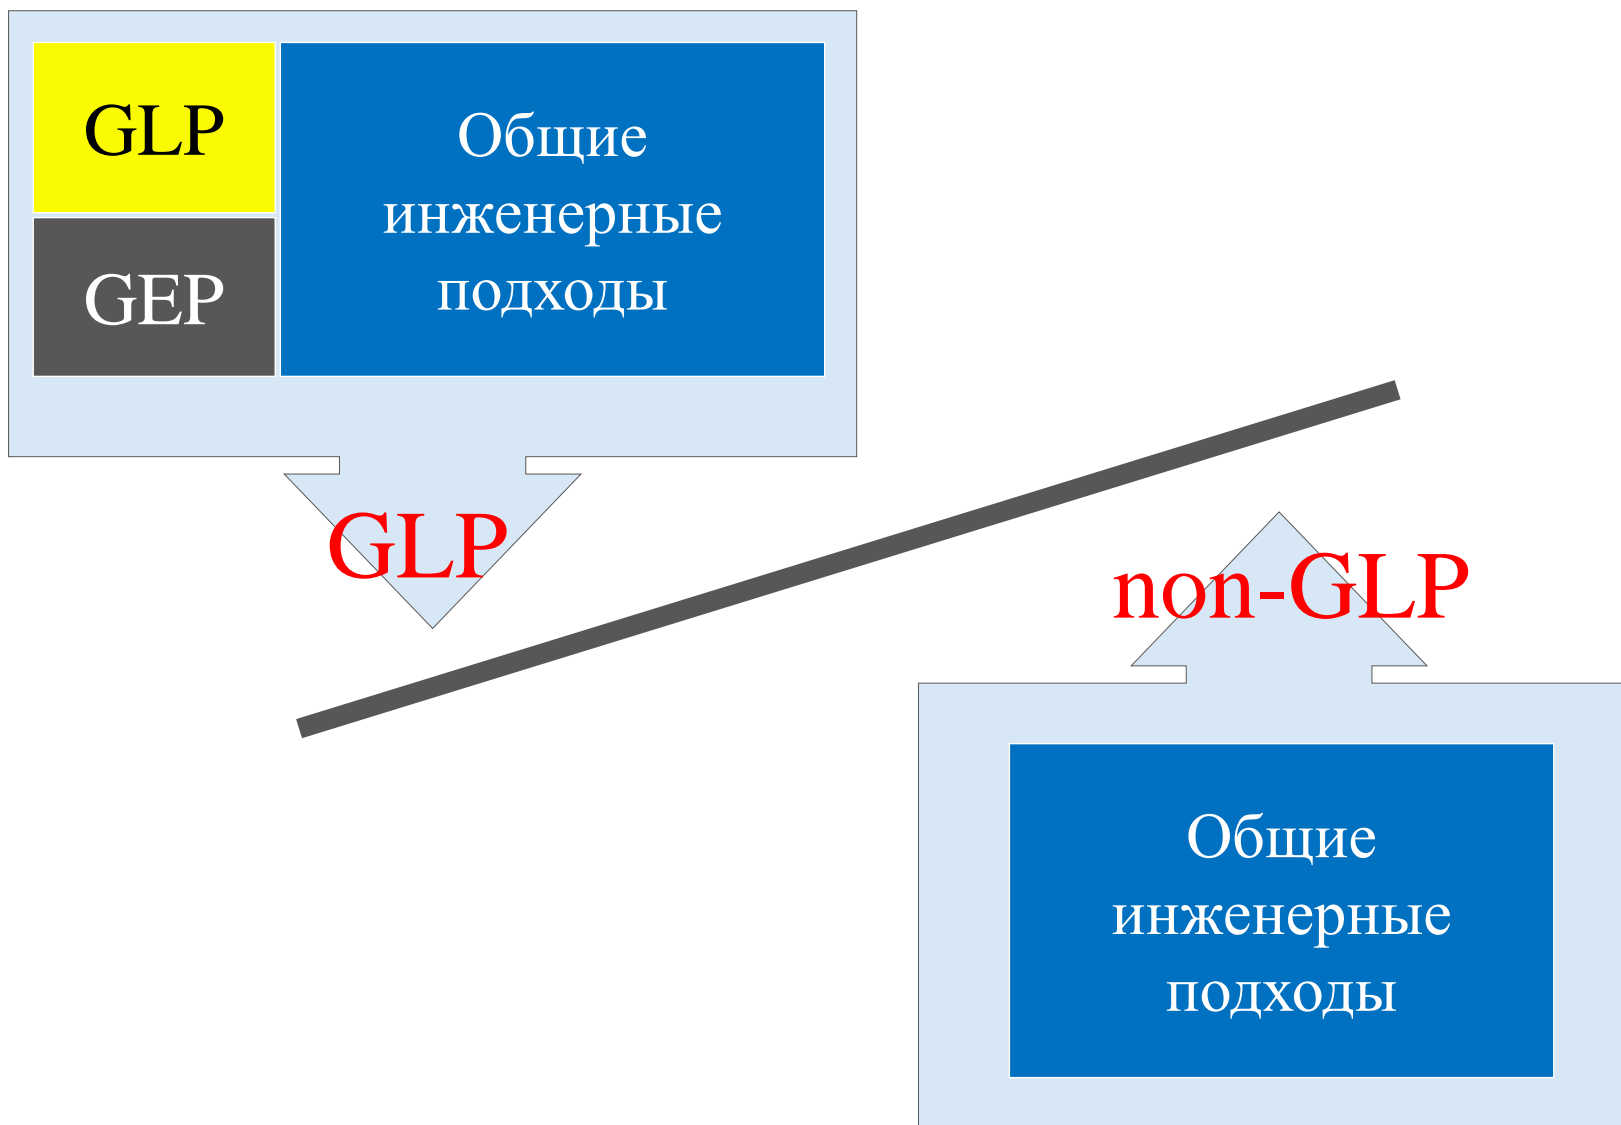 GLP
GEP
Общие
инженерные
подходы
GLP
non-GLP
Общие
инженерные
подходы